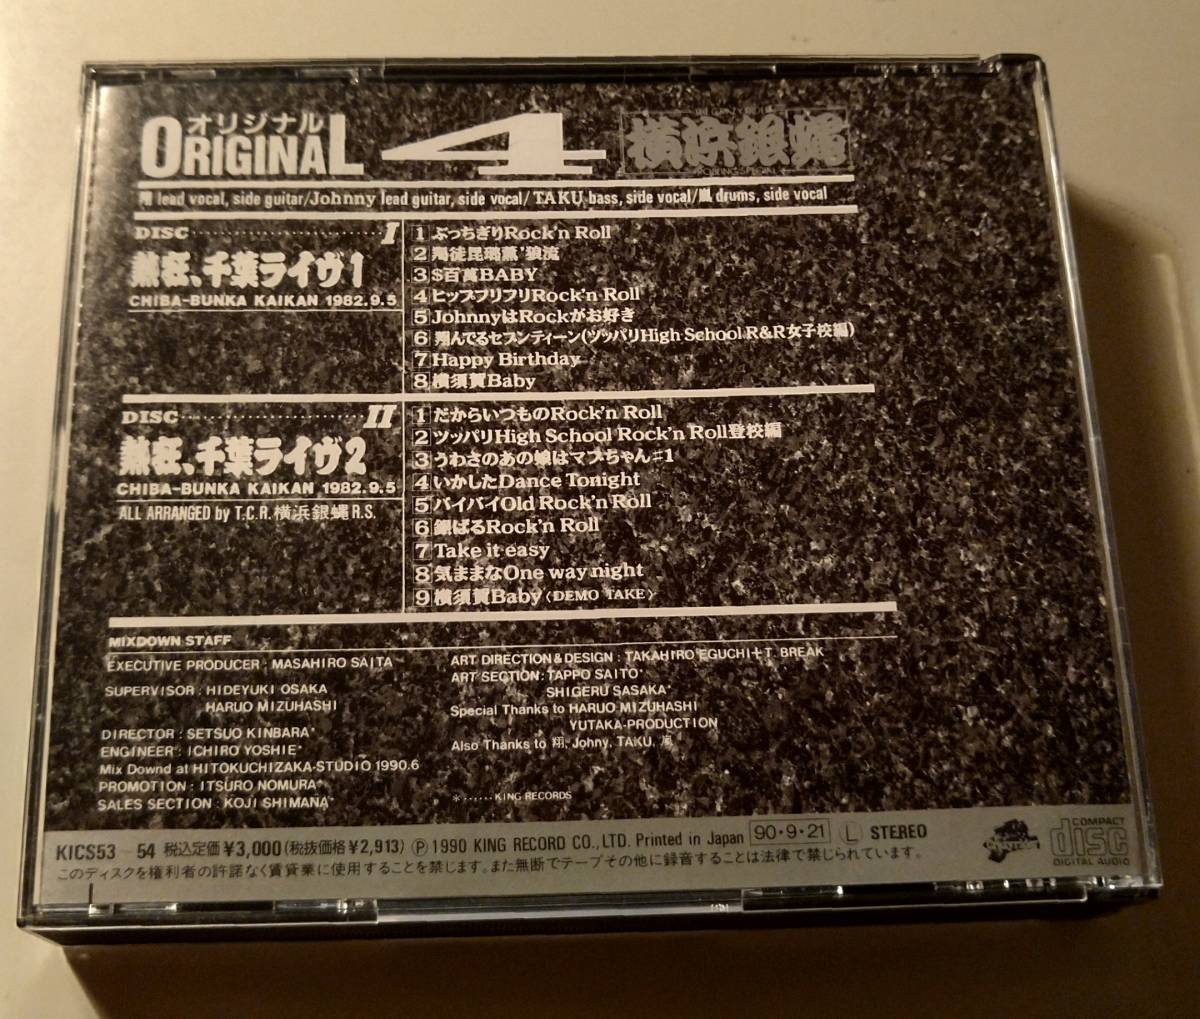 オリジナル
ORIGINAL 4 横浜銀蝿
ROLLING SPECIAL
翔 lead vocal, side guitar/Johnny lead guitar, side vocal/TAKU bass, side vocal/嵐 drums, side vocal
DISC I
熱狂、千葉ライヴ1
CHIBA-BUNKA KAIKAN 1982.9.5
1 ぶっちぎりRock'n Roll
2 羯徒毘璐薫'狼流
3 $百萬BABY
4 ヒップフリフリRock'n Roll
5 JohnnyはRockがお好き
6 翔んでるセブンティーン(ツッパリHigh School R&R女子校編)
7 Happy Birthday
8 横須賀Baby
DISC II
熱狂、千葉ライヴ2
CHIBA-BUNKA KAIKAN 1982.9.5
ALL ARRANGED by T.C.R.横浜銀蝿R.S.
1 だからいつものRock'n Roll
2 ツッパリHigh School Rock'n Roll登校編
3 うわさのあの娘はマブちゃん#1
4 いかしたDance Tonight
5 バイバイOld Rock'n Roll
6 銀ばるRock'n Roll
7 Take it easy
8 気ままなOne way night
9 横須賀Baby〈DEMO TAKE〉
MIXDOWN STAFF
EXECUTIVE PRODUCER : MASAHIRO SAITA
SUPERVISOR : HIDEYUKI OSAKA
HARUO MIZUHASHI
DIRECTOR : SETSUO KINBARA*
ENGINEER : ICHIRO YOSHIE*
Mix Downd at HITOKUCHIZAKA-STUDIO 1990.6
PROMOTION : ITSURO NOMURA*
SALES SECTION : KOJI SHIMANA*
ART DIRECTION & DESIGN : TAKAHIRO EGUCHI+T. BREAK
ART SECTION : TAPPO SAITO*
SHIGERU SASAKA*
Special Thanks to HARUO MIZUHASHI
YUTAKA-PRODUCTION
Also Thanks to 翔, Johny, TAKU, 嵐
*······KING RECORDS
KICS53～54 税込定価¥3,000(税抜価格¥2,913) Ⓟ1990 KING RECORD CO., LTD. Printed in Japan 90・9・21 Ⓛ STEREO
このディスクを権利者の許諾なく賃貸業に使用することを禁じます。また無断でテープその他に録音することは法律で禁じられています。
COMPACT
disc
DIGITAL AUDIO